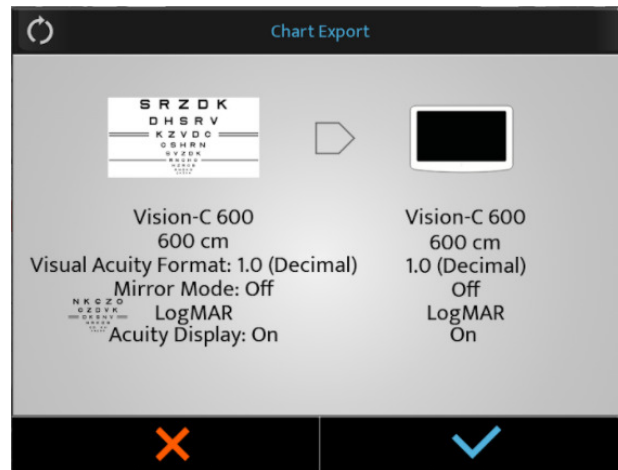 Chart Export
S R Z D K
D H S R V
K Z V D C
Vision-C 600
600 cm
Visual Acuity Format: 1.0 (Decimal)
Mirror Mode: Off
LogMAR
Acuity Display: On
N K C Z O
Vision-C 600
600 cm
1.0 (Decimal)
Off
LogMAR
On